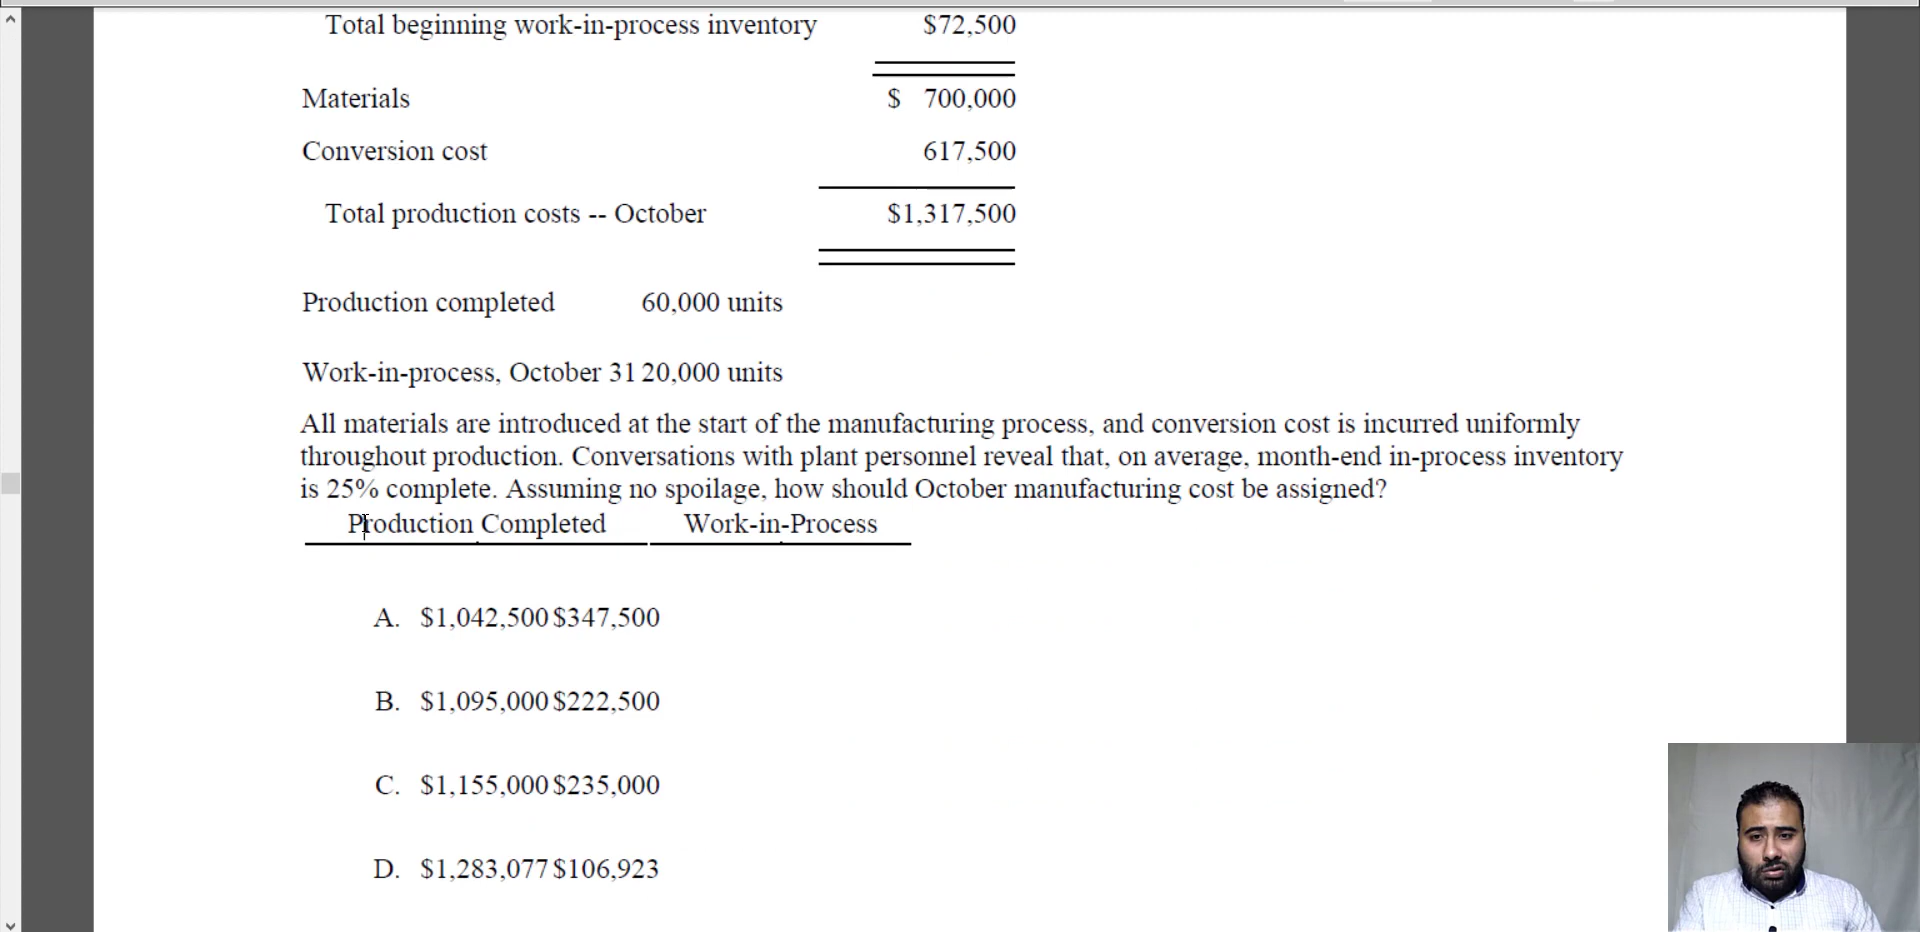 Total beginning work-in-process inventory $72,500
Materials $ 700,000
Conversion cost 617,500
Total production costs -- October $1,317,500
Production completed 60,000 units
Work-in-process, October 31 20,000 units
All materials are introduced at the start of the manufacturing process, and conversion cost is incurred uniformly
throughout production. Conversations with plant personnel reveal that, on average, month-end in-process inventory
is 25% complete. Assuming no spoilage, how should October manufacturing cost be assigned?
Production Completed Work-in-Process
A. $1,042,500 $347,500
B. $1,095,000 $222,500
C. $1,155,000 $235,000
D. $1,283,077 $106,923